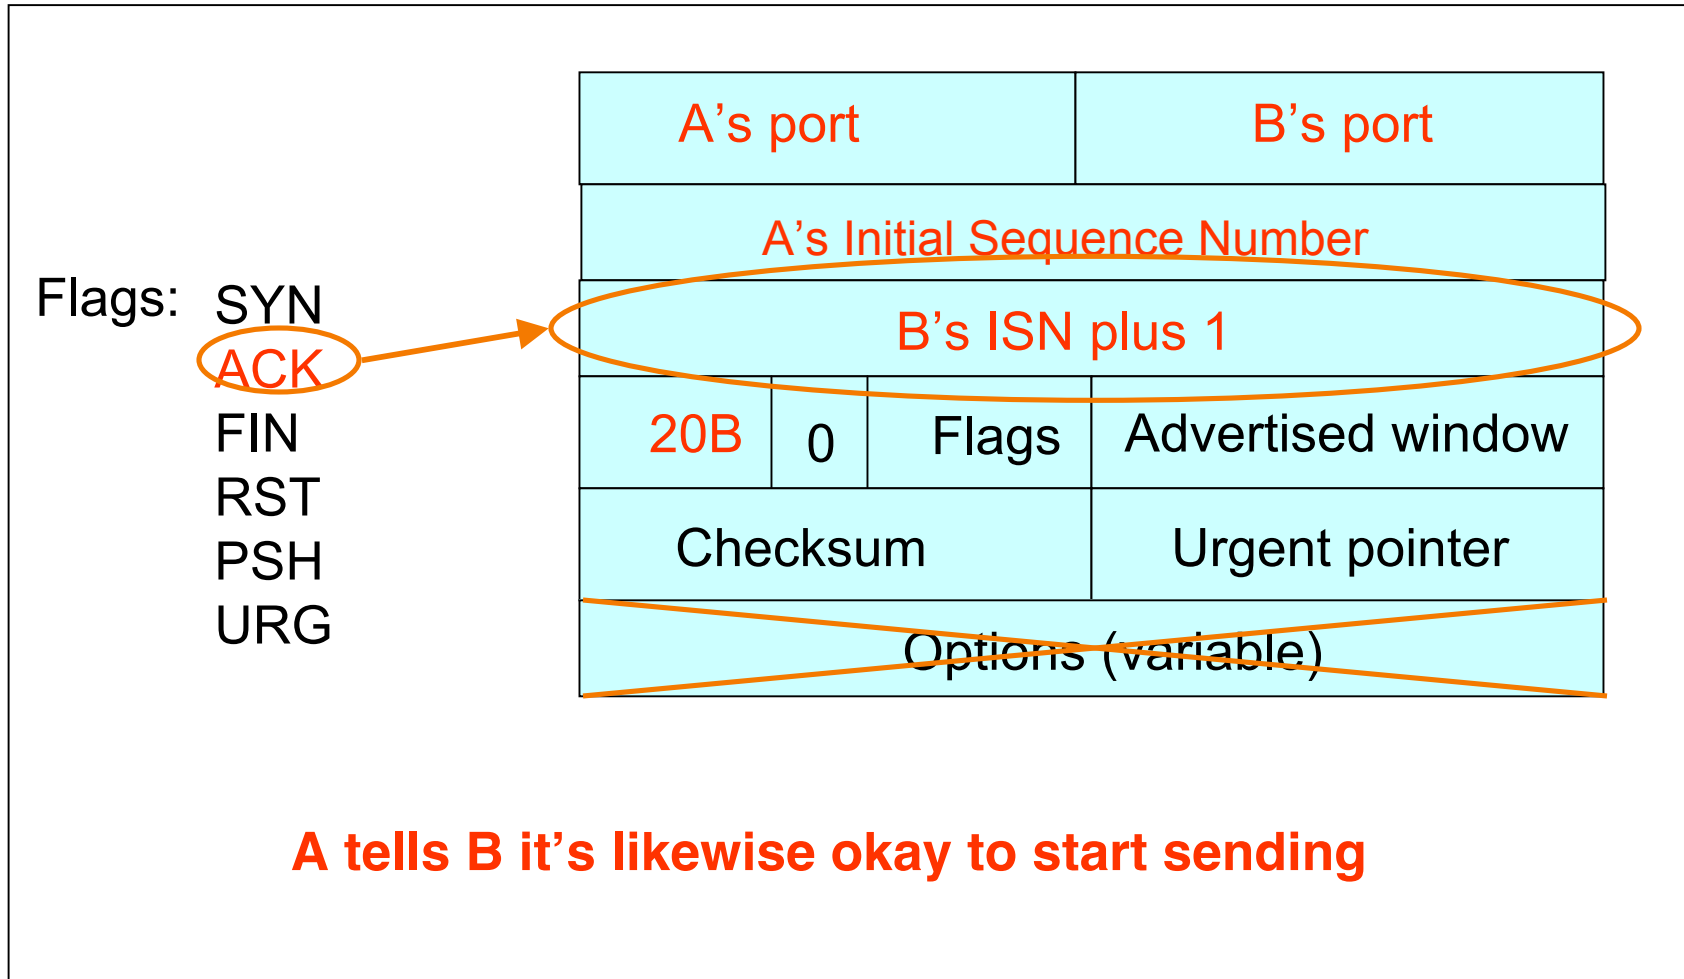 A’s port
B’s port
A’s Initial Sequence Number
Flags:
SYN
B’s ISN plus 1
ACK
FIN
20B
0
Flags
Advertised window
RST
PSH
Checksum
Urgent pointer
URG
Options (variable)
A tells B it’s likewise okay to start sending